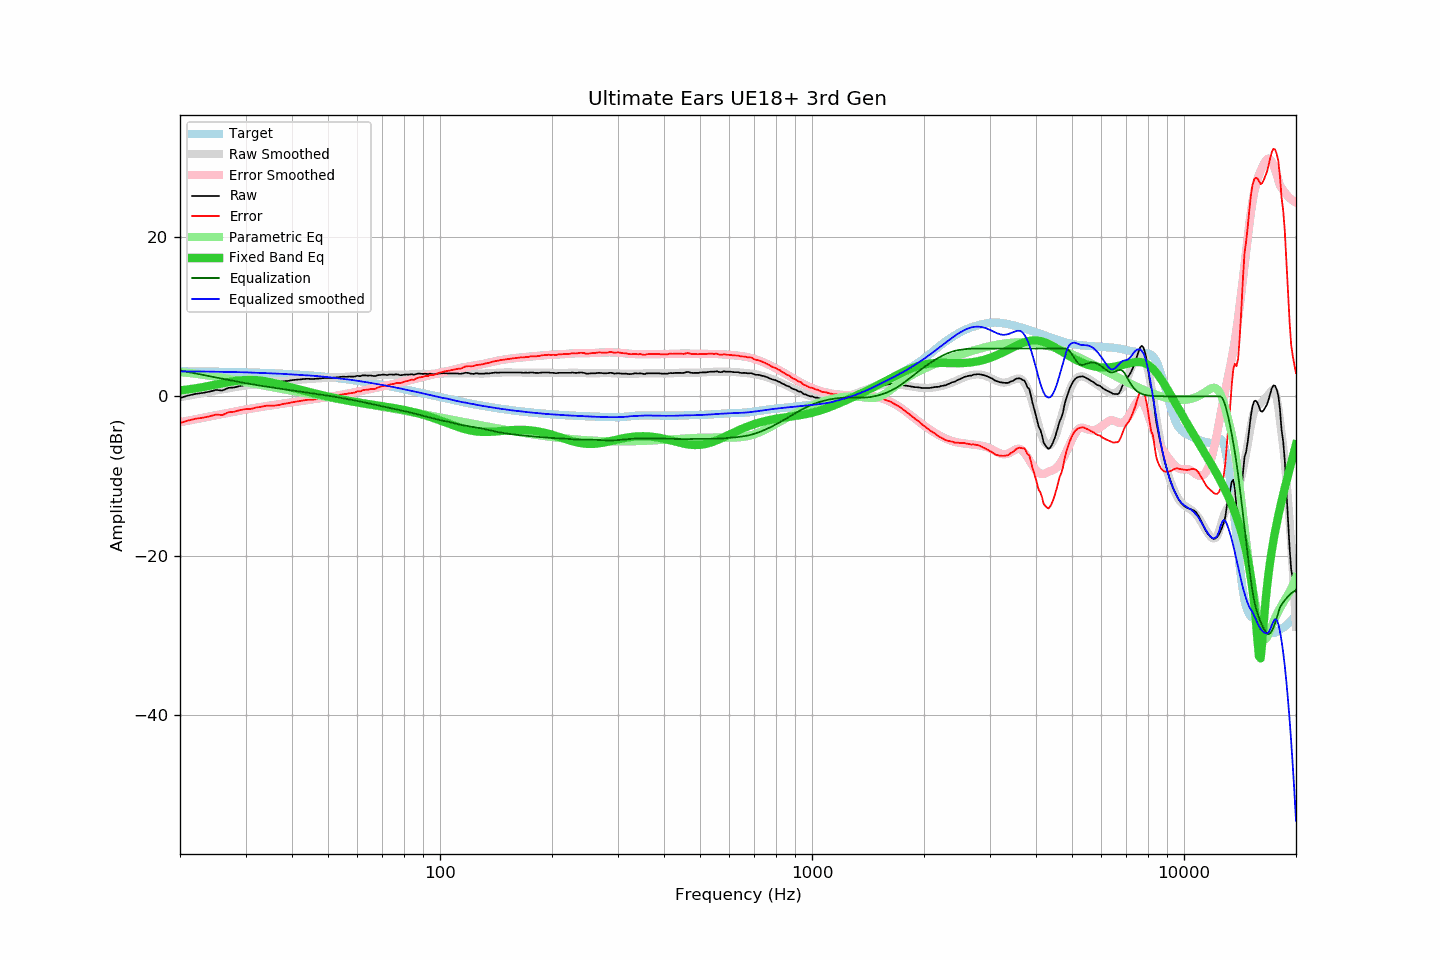 Ultimate Ears UE18+ 3rd Gen
Target
Raw Smoothed
Error Smoothed
Raw
Error
Parametric Eq
Fixed Band Eq
Equalization
Equalized smoothed
20
0
−20
−40
Amplitude (dBr)
100
1000
10000
Frequency (Hz)